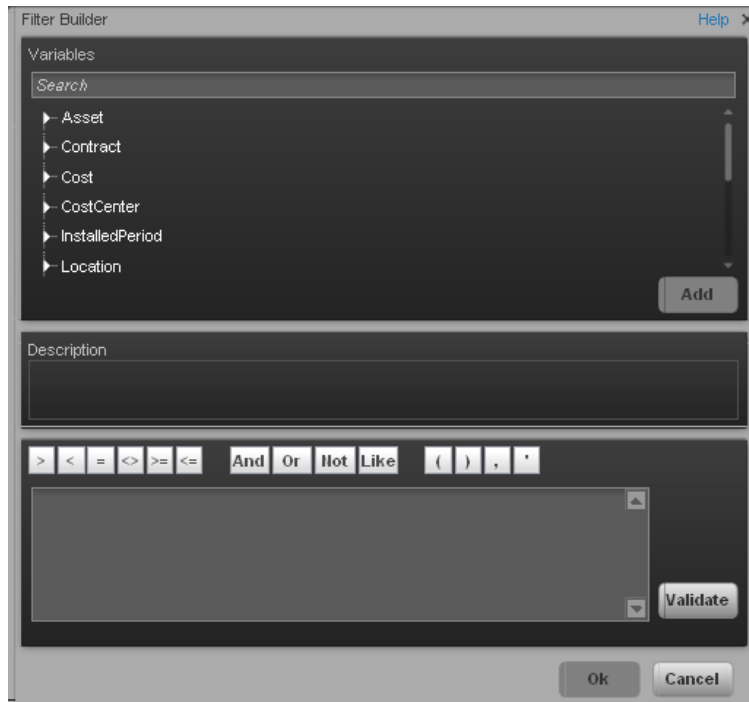 Filter Builder Help X
Variables
Search
Asset
Contract
Cost
CostCenter
InstalledPeriod
Location
Add
Description
> < = <> >= <= And Or Not Like ( ) , '
Validate
Ok Cancel